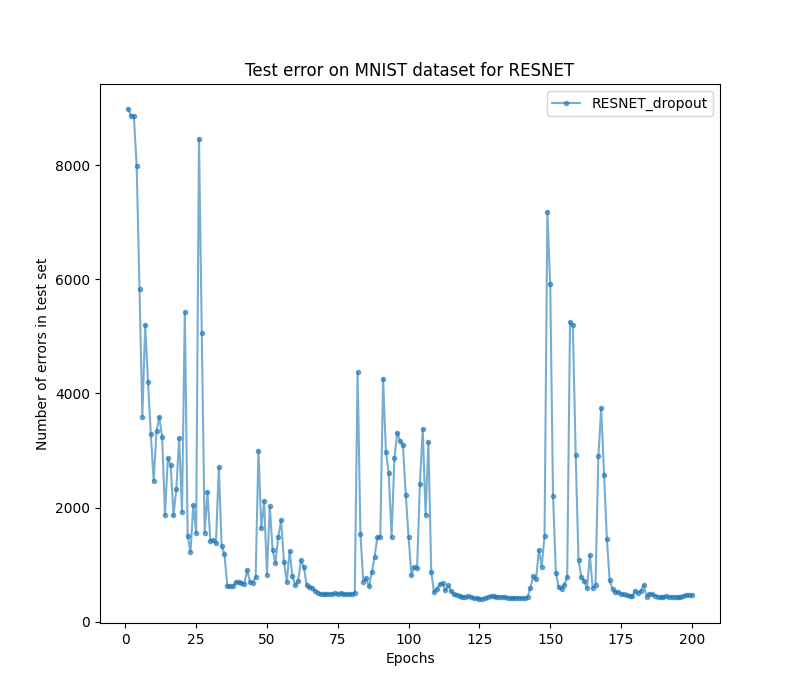 Test error on MNIST dataset for RESNET
RESNET_dropout
8000
6000
4000
2000
0
Number of errors in test set
0 25 50 75 100 125 150 175 200
Epochs